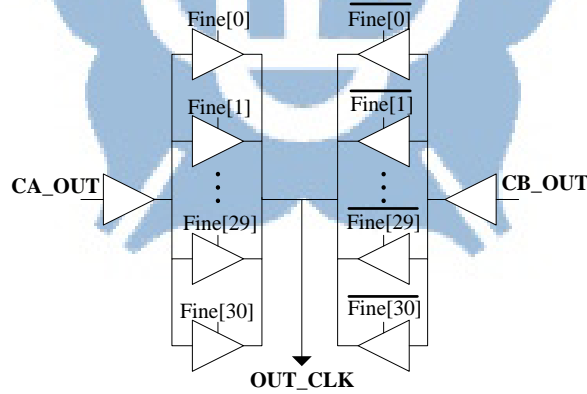 Fine[0]
Fine[0]
Fine[1]
Fine[1]
CA_OUT
CB_OUT
Fine[29]
Fine[29]
Fine[30]
Fine[30]
OUT_CLK